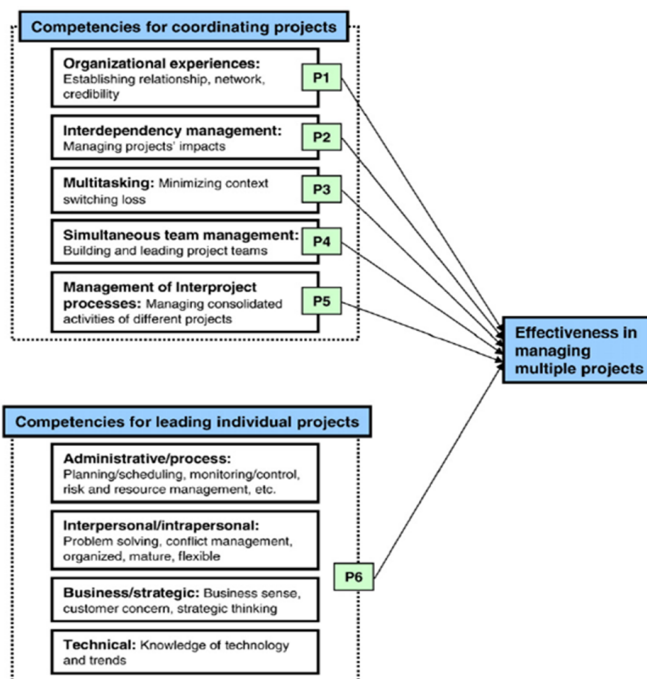 Competencies for coordinating projects
Organizational experiences:
Establishing relationship, network,
credibility
P1
Interdependency management:
Managing projects' impacts
P2
Multitasking: Minimizing context
switching loss
P3
Simultaneous team management:
Building and leading project teams
P4
Management of Interproject
processes: Managing consolidated
activities of different projects
P5
Effectiveness in
managing
multiple projects
Competencies for leading individual projects
Administrative/process:
Planning/scheduling, monitoring/control,
risk and resource management, etc.
Interpersonal/intrapersonal:
Problem solving, conflict management,
organized, mature, flexible
P6
Business/strategic: Business sense,
customer concern, strategic thinking
Technical: Knowledge of technology
and trends